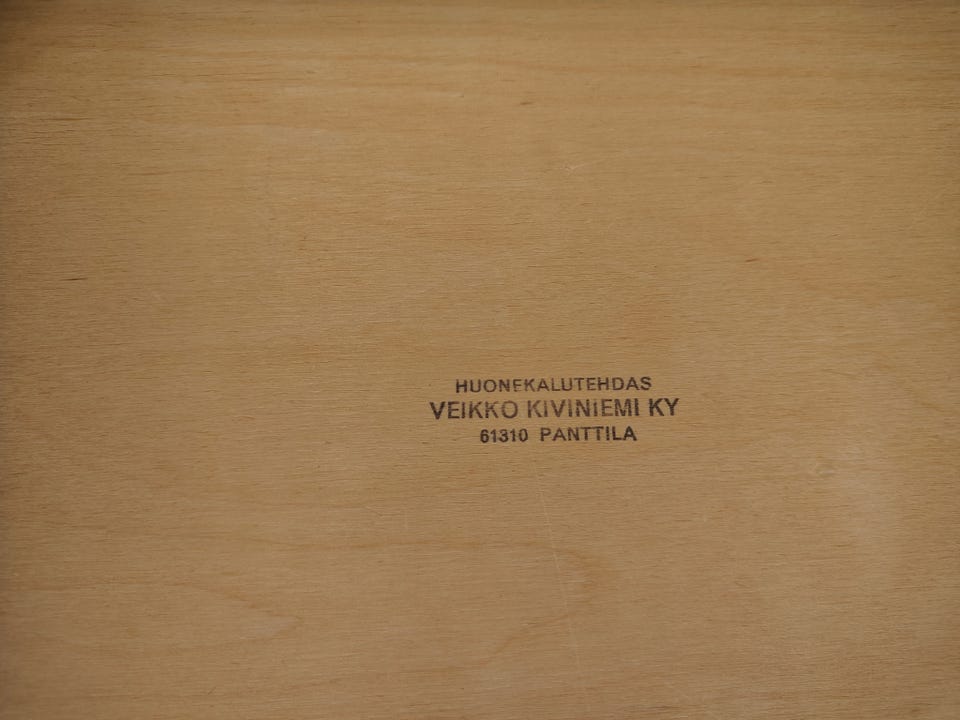 HUONEKALUTEHDAS
VEIKKO KIVINIEMI KY
61310 PANTTILA